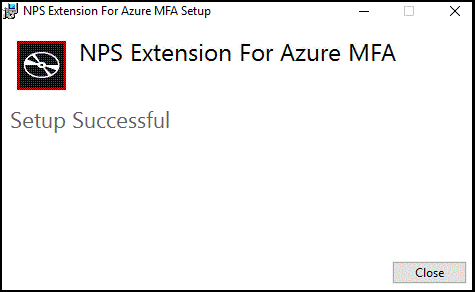 NPS Extension For Azure MFA Setup
NPS Extension For Azure MFA
Setup Successful
Close